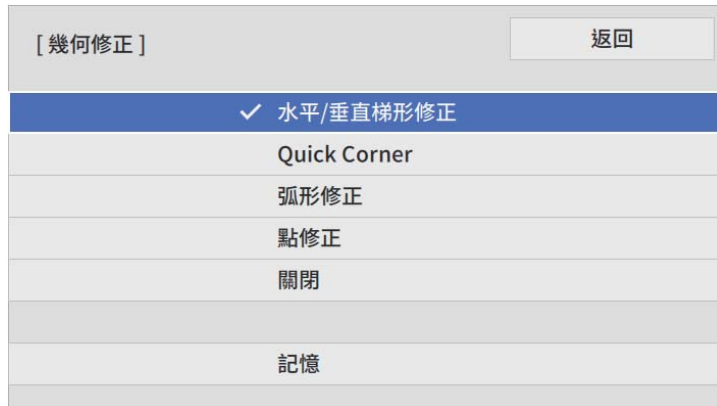 [ 幾何修正 ]
返回
水平/垂直梯形修正
Quick Corner
弧形修正
點修正
關閉
記憶